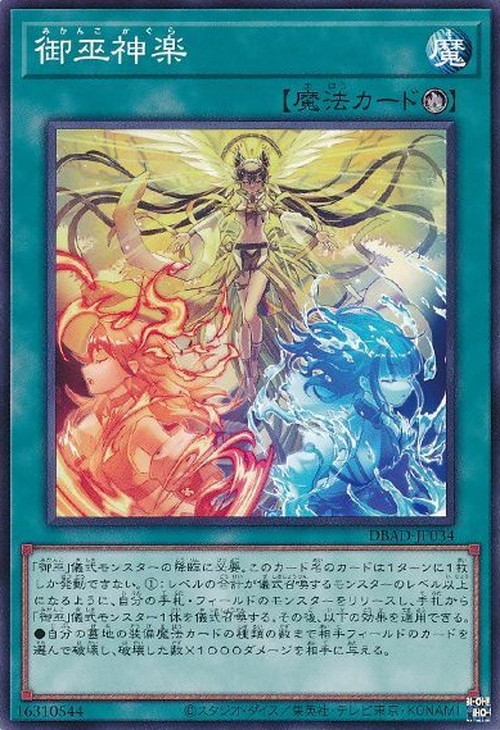 みかんこかぐら
御巫神楽
魔
【魔法カード】
DBAD-JP034
「御巫」儀式モンスターの降臨に必要。このカード名のカードは1ターンに1枚
しか発動できない。①：レベルの合計が儀式召喚するモンスターのレベル以上
になるように、自分の手札・フィールドのモンスターをリリースし、手札から
「御巫」儀式モンスター1体を儀式召喚する。その後、以下の効果を適用できる。
●自分の墓地の装備魔法カードの種類の数まで相手フィールドのカードを
選んで破壊し、破壊した数×1000ダメージを相手に与える。
16310544
©スタジオ・ダイス／集英社・テレビ東京・KONAMI